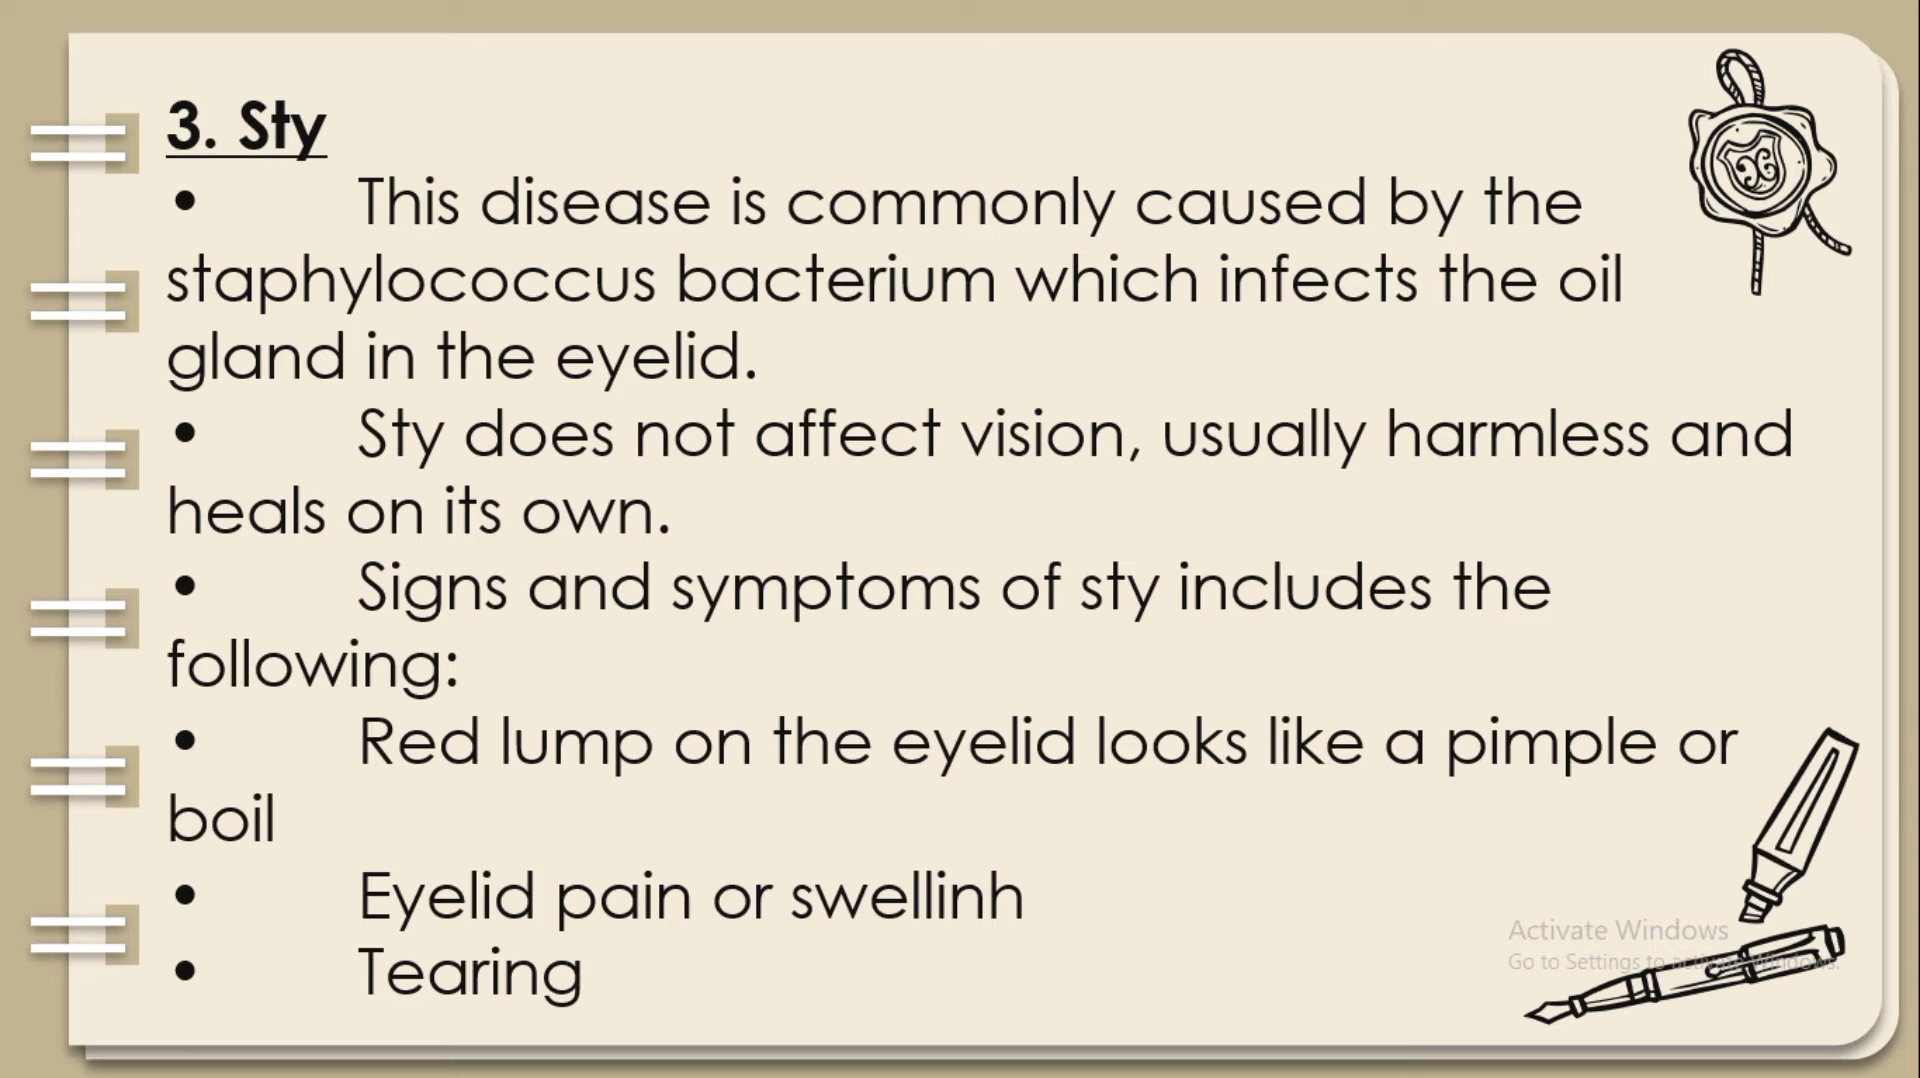 3. Sty
• This disease is commonly caused by the
staphylococcus bacterium which infects the oil
gland in the eyelid.
• Sty does not affect vision, usually harmless and
heals on its own.
• Signs and symptoms of sty includes the
following:
• Red lump on the eyelid looks like a pimple or
boil
• Eyelid pain or swellinh
• Tearing
Activate Windows
Go to Settings to activate Windows.